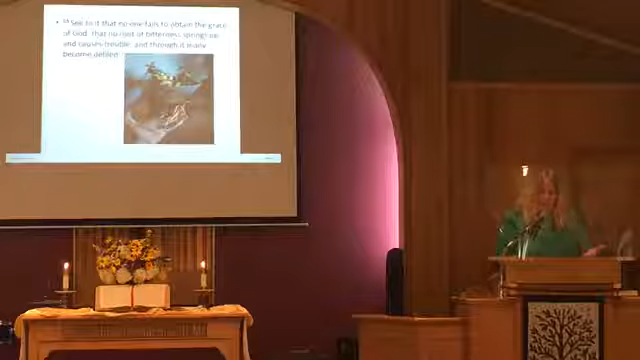 • ¹⁵ See to it that no one fails to obtain the grace
of God; that no root of bitterness springs up
and causes trouble, and through it many
become defiled;